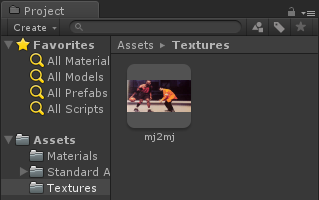 Project
Create
Favorites
All Material
All Models
All Prefabs
All Scripts
Assets
Materials
Standard A
Textures
Assets ▸ Textures
mj2mj